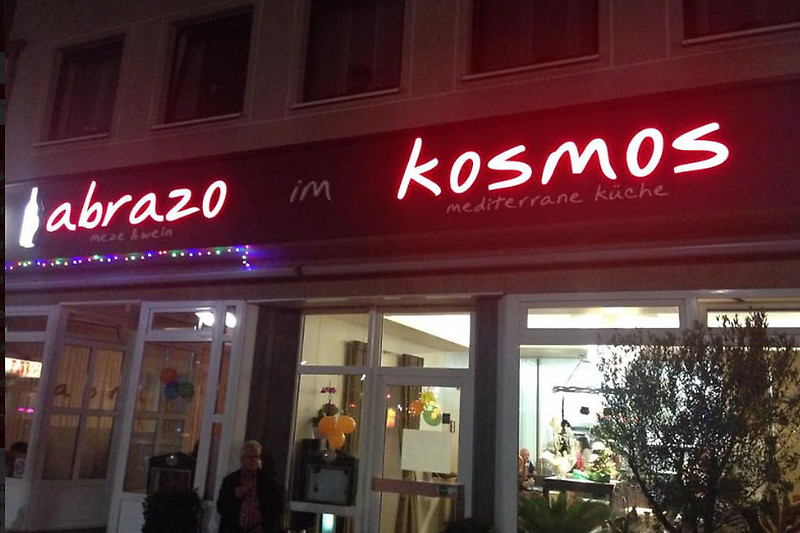 abrazo im kosmos
meze & wein
mediterrane küche